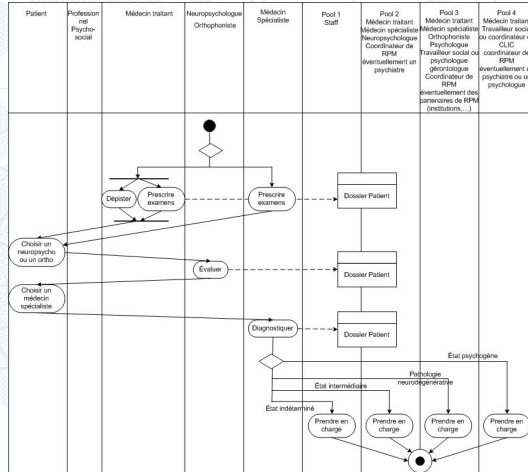 Patient
Profession
nel
Psycho-
social
Médecin traitant
Neuropsychologue
Orthophoniste
Médecin
Spécialiste
Pool 1
Staff
Pool 2
Médecin traitant
Médecin spécialiste
Neuropsychologue
Coordinateur de
RPM
éventuellement un
psychiatre
Pool 3
Médecin traitant
Médecin spécialiste
Orthophoniste
Psychologue
Travailleur social ou
psychologue
gérontologue
Coordinateur de
RPM
éventuellement des
partenaires de RPM
(institutions,…)
Pool 4
Médecin traitant
Travailleur social
ou coordinateur
CLIC
coordinateur de
RPM
éventuellement
psychiatre ou un
psychologue
Dépister
Prescrire
examens
Prescrire
examens
Dossier Patient
Choisir un
neuropsycho
ou un ortho
Évaluer
Dossier Patient
Choisir un
médecin
spécialiste
Diagnostiquer
Dossier Patient
État psychogène
Pathologie
neurodégénérative
État intermédiaire
État indéterminé
Prendre en
charge
Prendre en
charge
Prendre en
charge
Prendre en
charge